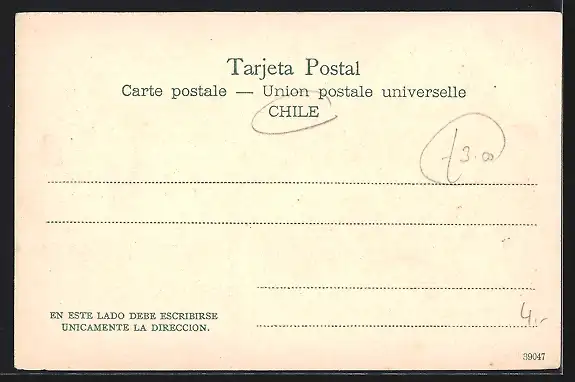 Tarjeta Postal
Carte postale — Union postale universelle
CHILE
3.00
EN ESTE LADO DEBE ESCRIBIRSE
UNICAMENTE LA DIRECCION.
4,-
39047